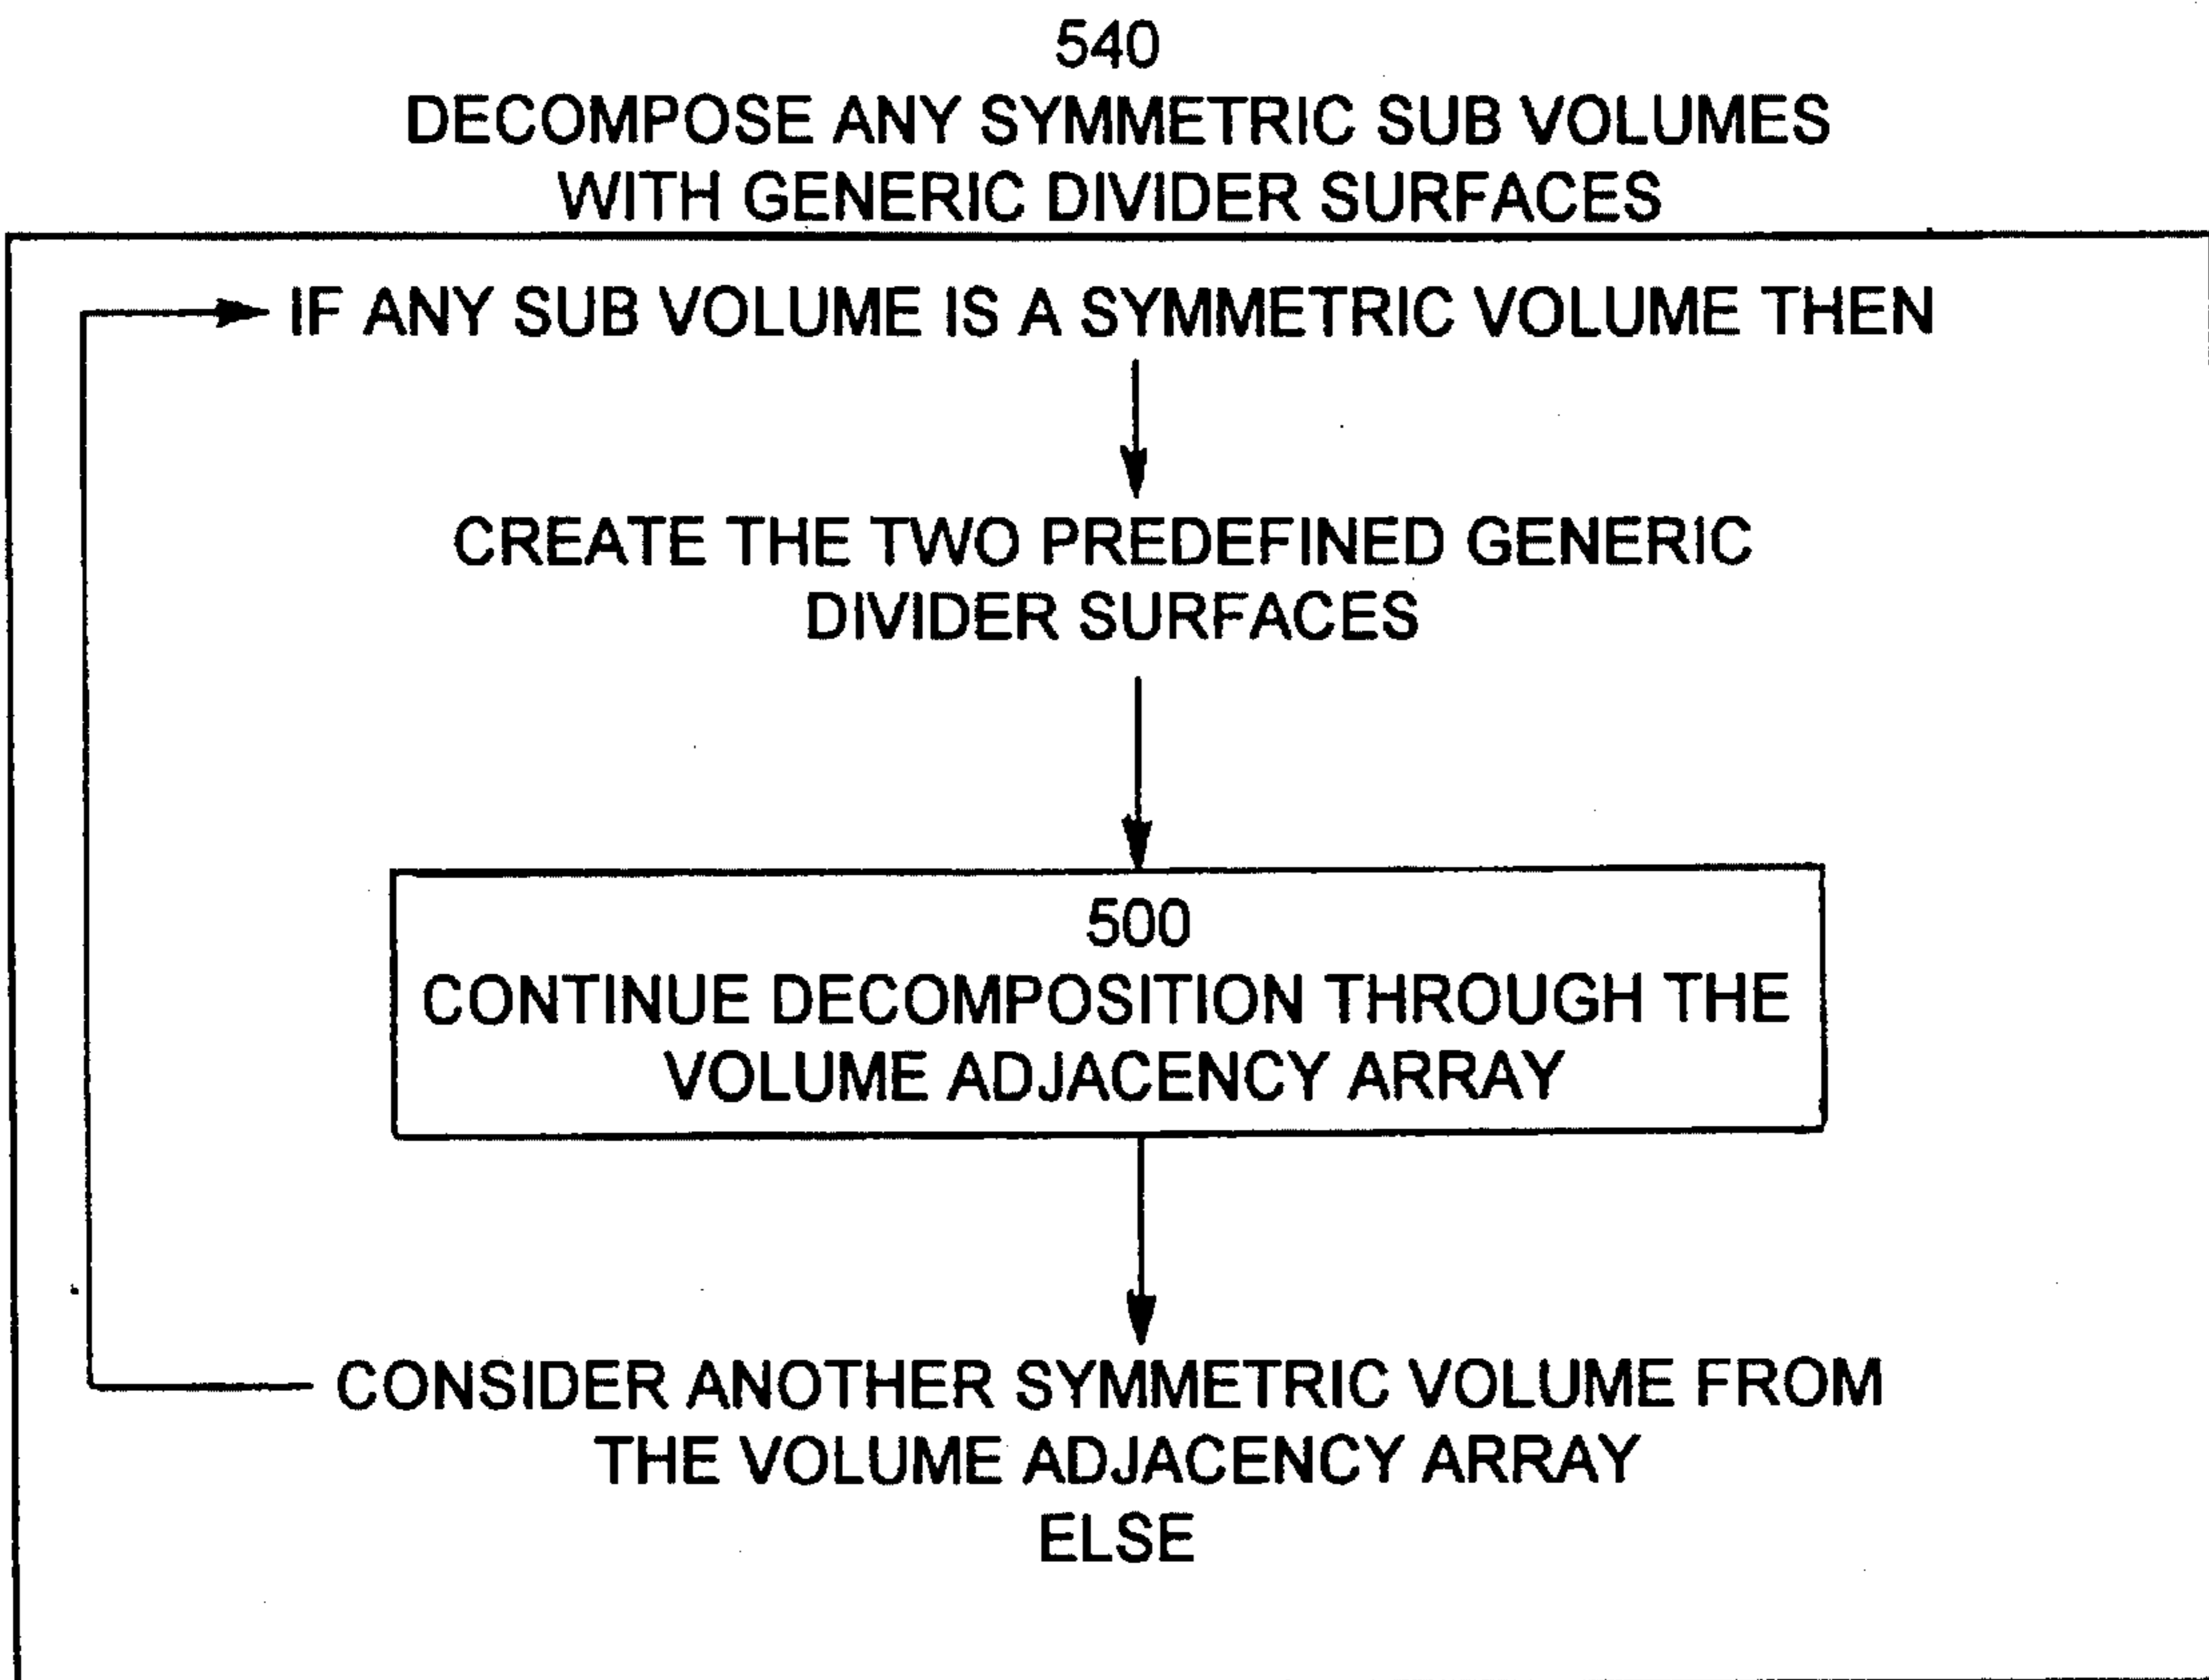 540
DECOMPOSE ANY SYMMETRIC SUB VOLUMES
WITH GENERIC DIVIDER SURFACES
IF ANY SUB VOLUME IS A SYMMETRIC VOLUME THEN
CREATE THE TWO PREDEFINED GENERIC
DIVIDER SURFACES
500
CONTINUE DECOMPOSITION THROUGH THE
VOLUME ADJACENCY ARRAY
CONSIDER ANOTHER SYMMETRIC VOLUME FROM
THE VOLUME ADJACENCY ARRAY
ELSE